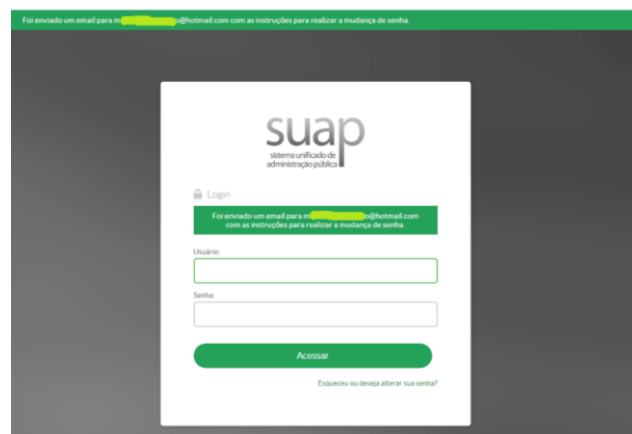 Foi enviado um email para m o@hotmail.com com as instruções para realizar a mudança de senha.
suap
sistema unificado de
administração pública
Login
Foi enviado um email para m o@hotmail.com
com as instruções para realizar a mudança de senha.
Usuário:
Senha:
Acessar
Esqueceu ou deseja alterar sua senha?